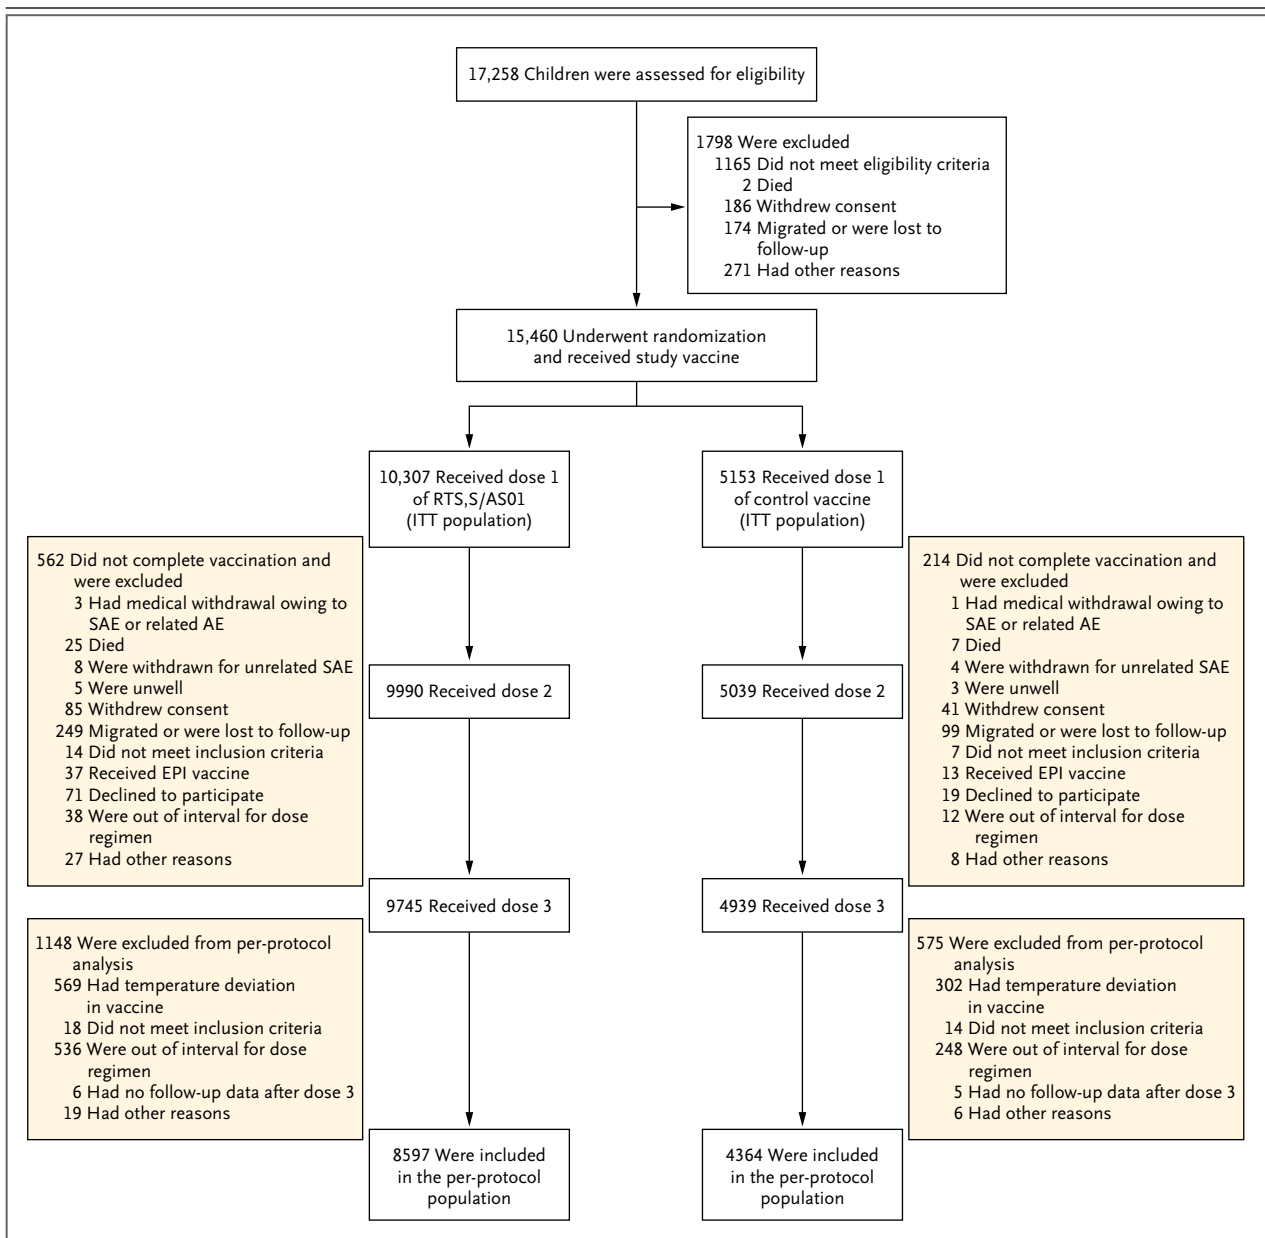 17,258 Children were assessed for eligibility
1798 Were excluded
1165 Did not meet eligibility criteria
2 Died
186 Withdrew consent
174 Migrated or were lost to
follow-up
271 Had other reasons
15,460 Underwent randomization
and received study vaccine
10,307 Received dose 1
of RTS,S/AS01
(ITT population)
5153 Received dose 1
of control vaccine
(ITT population)
562 Did not complete vaccination and
were excluded
3 Had medical withdrawal owing to
SAE or related AE
25 Died
8 Were withdrawn for unrelated SAE
5 Were unwell
85 Withdrew consent
249 Migrated or were lost to follow-up
14 Did not meet inclusion criteria
37 Received EPI vaccine
71 Declined to participate
38 Were out of interval for dose
regimen
27 Had other reasons
214 Did not complete vaccination and
were excluded
1 Had medical withdrawal owing to
SAE or related AE
7 Died
4 Were withdrawn for unrelated SAE
3 Were unwell
41 Withdrew consent
99 Migrated or were lost to follow-up
7 Did not meet inclusion criteria
13 Received EPI vaccine
19 Declined to participate
12 Were out of interval for dose
regimen
8 Had other reasons
9990 Received dose 2
5039 Received dose 2
9745 Received dose 3
4939 Received dose 3
1148 Were excluded from per-protocol
analysis
569 Had temperature deviation
in vaccine
18 Did not meet inclusion criteria
536 Were out of interval for dose
regimen
6 Had no follow-up data after dose 3
19 Had other reasons
575 Were excluded from per-protocol
analysis
302 Had temperature deviation
in vaccine
14 Did not meet inclusion criteria
248 Were out of interval for dose
regimen
5 Had no follow-up data after dose 3
6 Had other reasons
8597 Were included
in the per-protocol
population
4364 Were included
in the per-protocol
population